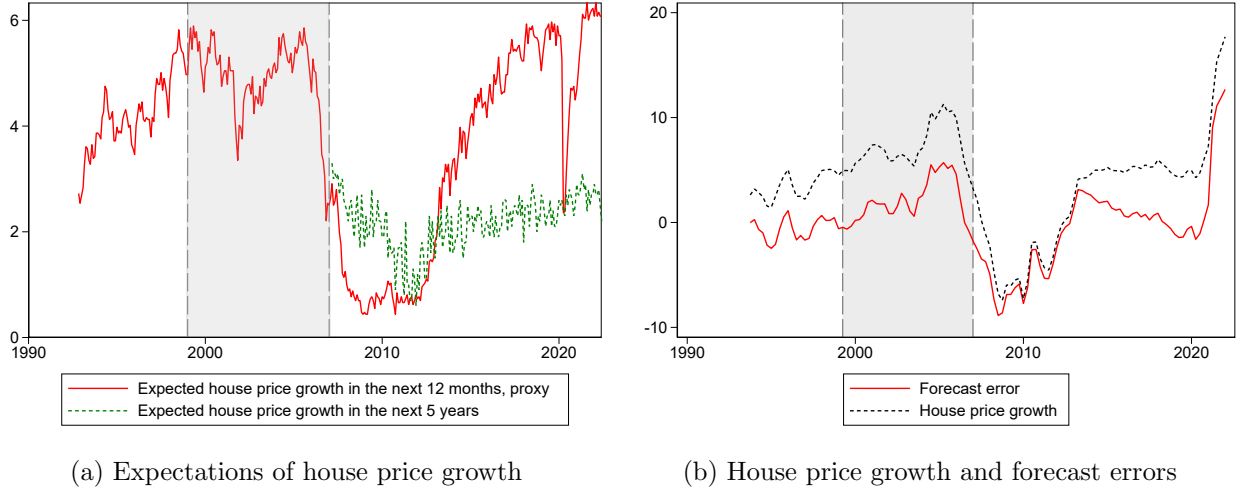 6
4
2
0
1990
2000
2010
2020
Expected house price growth in the next 12 months, proxy
Expected house price growth in the next 5 years
(a) Expectations of house price growth
20
10
0
-10
1990
2000
2010
2020
Forecast error
House price growth
(b) House price growth and forecast errors